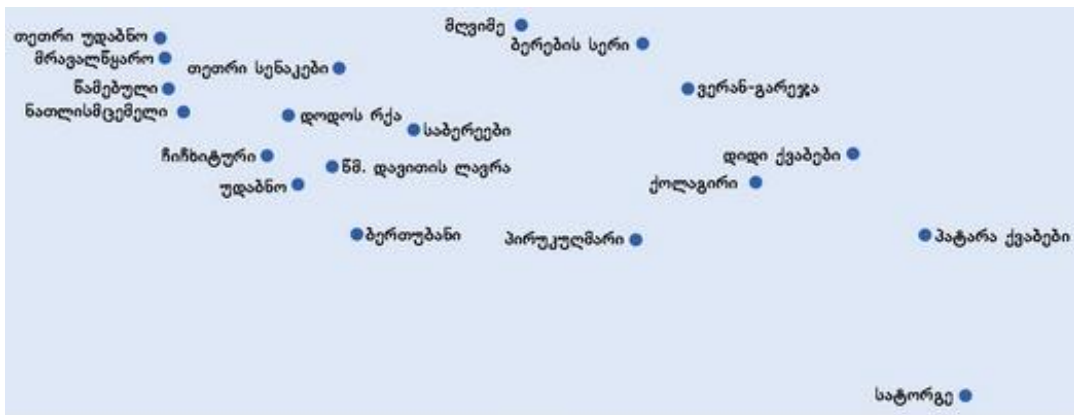 მღვიმე
თეთრი უდაბნო
ბერების სერი
მრავალწყარო
თეთრი სენაკები
წამებული
ვერან-გარეჯა
ნათლისმცემელი
დოდოს რქა
საბერეები
ჩიჩხიტური
დიდი ქვაბები
წმ. დავითის ლავრა
უდაბნო
ქოლაგირი
ბერთუბანი
პირუკუღმარი
პატარა ქვაბები
სატორგე